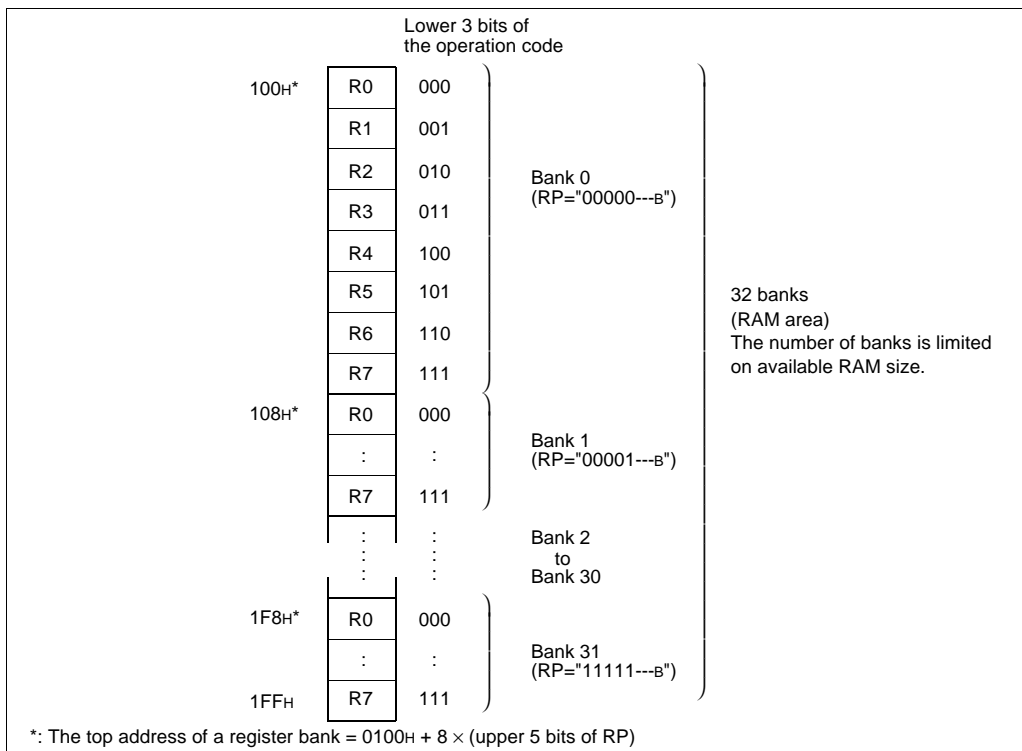 Lower 3 bits of
the operation code
100H* R0 000
R1 001
R2 010
Bank 0
(RP="00000---B")
R3 011
R4 100
R5 101
32 banks
(RAM area)
The number of banks is limited
on available RAM size.
R6 110
R7 111
108H* R0 000
Bank 1
(RP="00001---B")
: :
R7 111
: :
: :
: :
Bank 2
to
Bank 30
1F8H* R0 000
Bank 31
(RP="11111---B")
: :
1FFH R7 111
*: The top address of a register bank = 0100H + 8 × (upper 5 bits of RP)